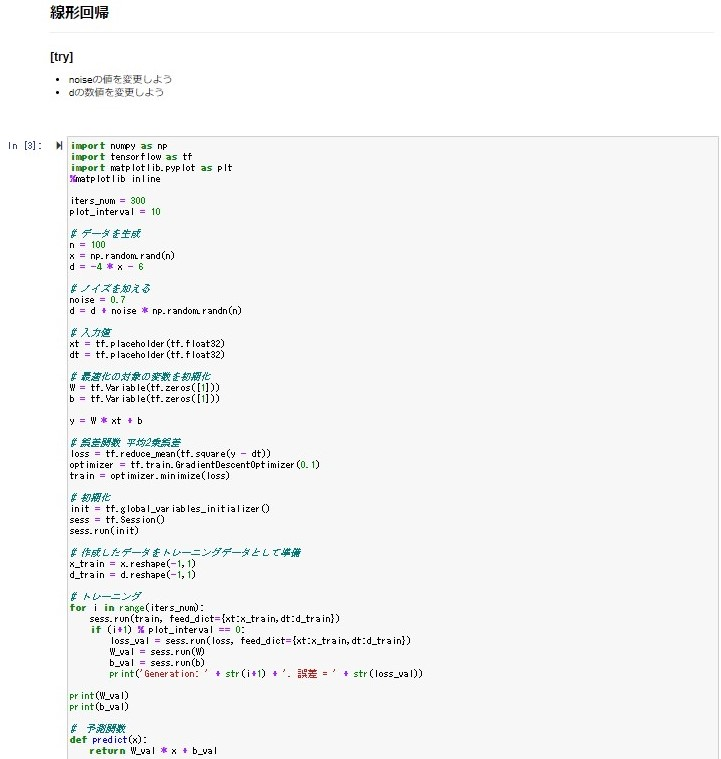 線形回帰
[try]
noiseの値を変更しよう
dの数値を変更しよう
In [3]:
import numpy as np
import tensorflow as tf
import matplotlib.pyplot as plt
%matplotlib inline
iters_num = 300
plot_interval = 10
# データを生成
n = 100
x = np.random.rand(n)
d = -4 * x - 6
# ノイズを加える
noise = 0.7
d = d + noise * np.random.randn(n)
# 入力値
xt = tf.placeholder(tf.float32)
dt = tf.placeholder(tf.float32)
# 最適化の対象の変数を初期化
W = tf.Variable(tf.zeros([1]))
b = tf.Variable(tf.zeros([1]))
y = W * xt + b
# 誤差関数 平均2乗誤差
loss = tf.reduce_mean(tf.square(y - dt))
optimizer = tf.train.GradientDescentOptimizer(0.1)
train = optimizer.minimize(loss)
# 初期化
init = tf.global_variables_initializer()
sess = tf.Session()
sess.run(init)
# 作成したデータをトレーニングデータとして準備
x_train = x.reshape(-1,1)
d_train = d.reshape(-1,1)
# トレーニング
for i in range(iters_num):
sess.run(train, feed_dict={xt:x_train,dt:d_train})
if (i+1) % plot_interval == 0:
loss_val = sess.run(loss, feed_dict={xt:x_train,dt:d_train})
W_val = sess.run(W)
b_val = sess.run(b)
print('Generation: ' + str(i+1) + '. 誤差 = ' + str(loss_val))
print(W_val)
print(b_val)
# 予測関数
def predict(x):
return W_val * x + b_val